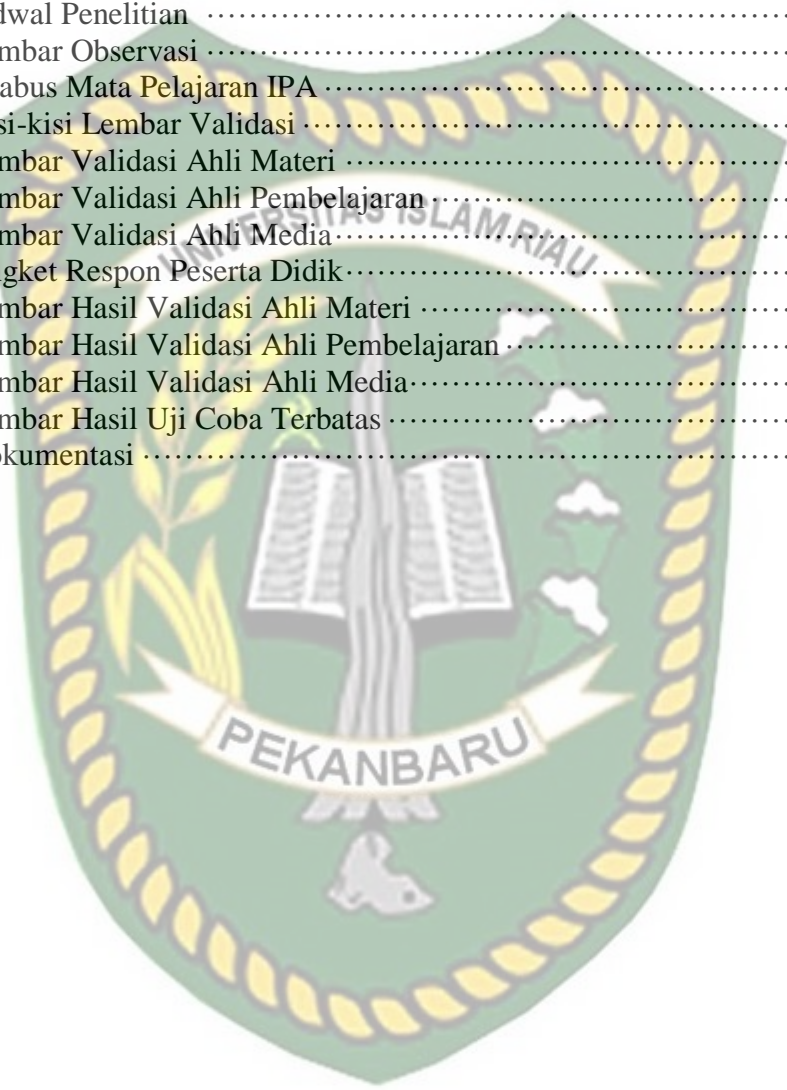 dwal Penelitian ............
mbar Observasi ............
abus Mata Pelajaran IPA ............
si-kisi Lembar Validasi ............
mbar Validasi Ahli Materi ............
mbar Validasi Ahli Pembelajaran ............
mbar Validasi Ahli Media ............
gket Respon Peserta Didik ............
mbar Hasil Validasi Ahli Materi ............
mbar Hasil Validasi Ahli Pembelajaran ............
mbar Hasil Validasi Ahli Media ............
mbar Hasil Uji Coba Terbatas ............
okumentasi ............
UNIVERSITAS ISLAM RIAU
PEKANBARU